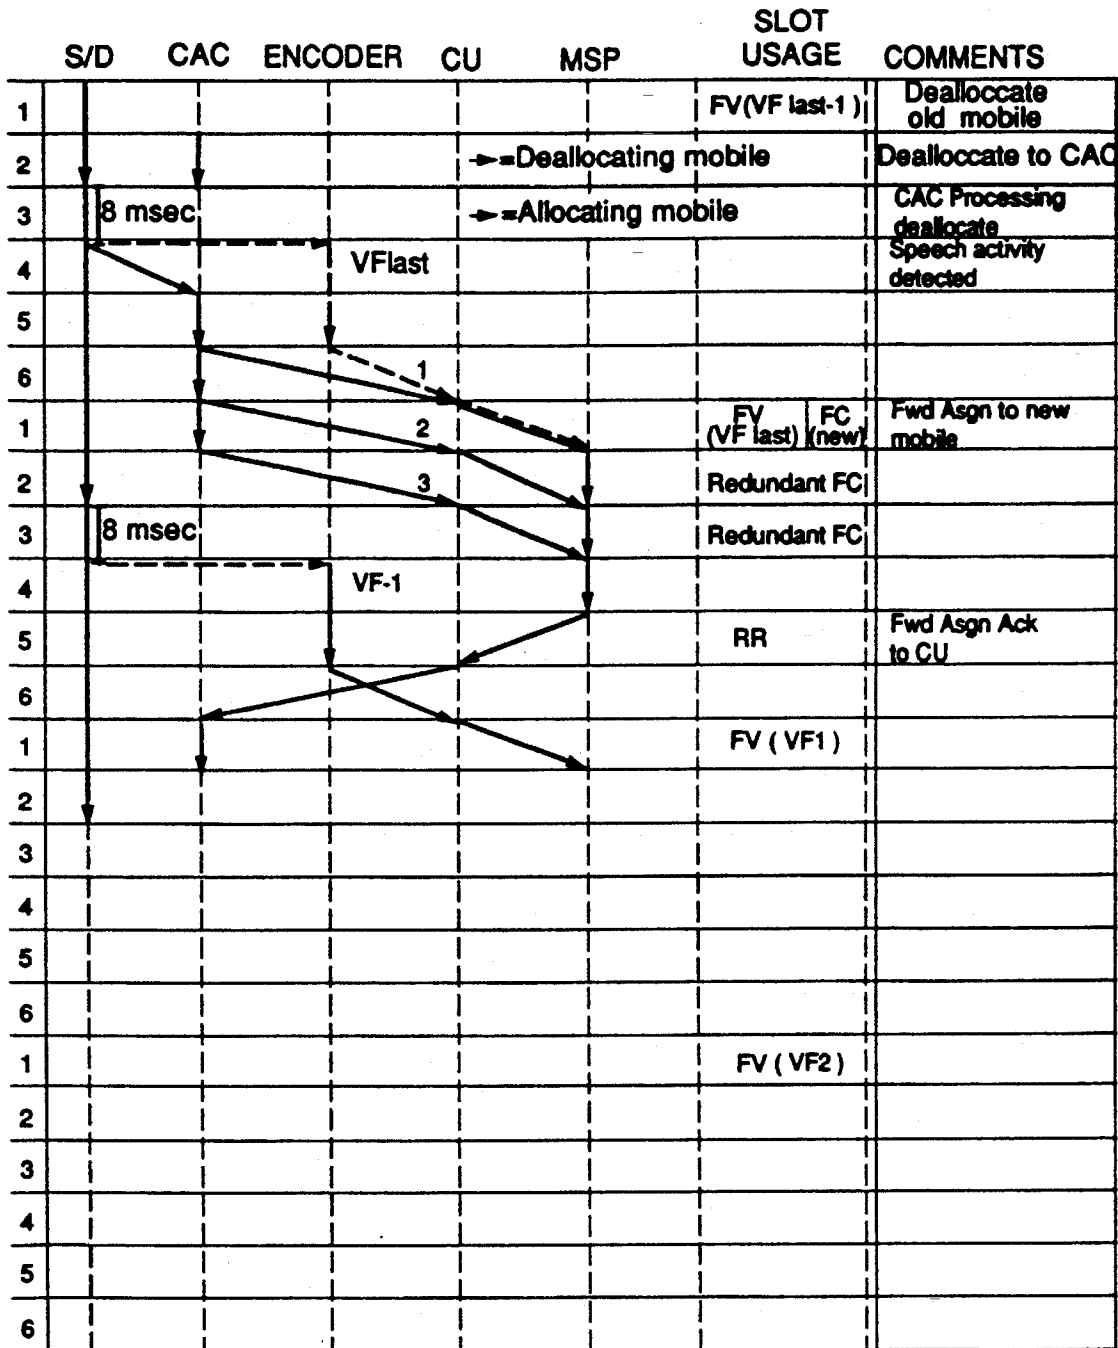 SLOT
S/D CAC ENCODER CU MSP USAGE COMMENTS
1 FV(VF last-1) Dealloccate
old mobile
2 →=Deallocating mobile Dealloccate to CAC
3 8 msec →=Allocating mobile CAC Processing
deallocate
4 VFlast Speech activity
detected
5
6 1
1 2 FV
(VF last) FC
(new) Fwd Asgn to new
mobile
2 3 Redundant FC
3 8 msec Redundant FC
4 VF-1
5 RR Fwd Asgn Ack
to CU
6
1 FV ( VF1 )
2
3
4
5
6
1 FV ( VF2 )
2
3
4
5
6